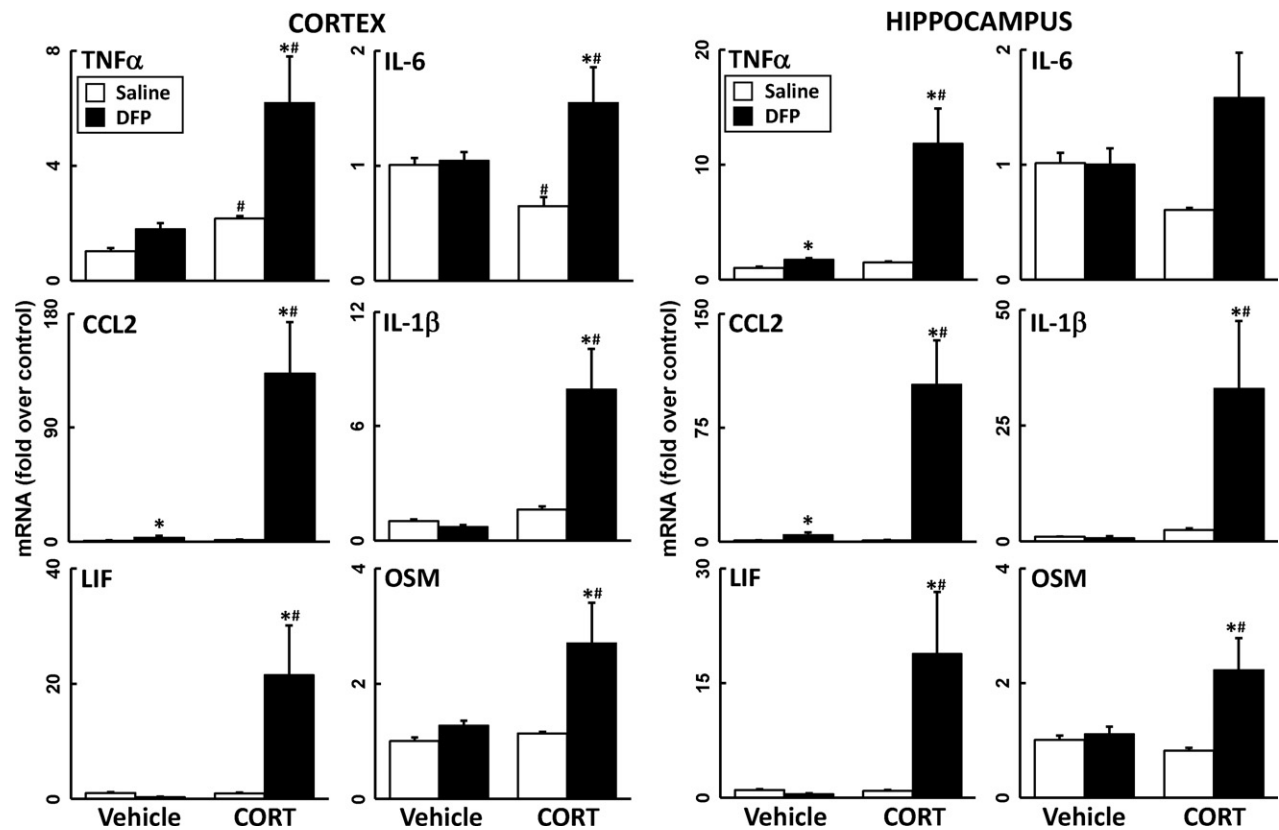 CORTEX
HIPPOCAMPUS
mRNA (fold over control)
TNFα
Saline
DFP
8
4
0
#
*#
IL-6
2
1
0
#
*#
CCL2
180
90
0
*
*#
IL-1β
12
6
0
*#
LIF
40
20
0
*#
Vehicle
CORT
OSM
4
2
0
*#
Vehicle
CORT
mRNA (fold over control)
TNFα
Saline
DFP
20
10
0
*
*#
IL-6
2
1
0
CCL2
150
75
0
*
*#
IL-1β
50
25
0
*#
LIF
30
15
0
*#
Vehicle
CORT
OSM
4
2
0
*#
Vehicle
CORT